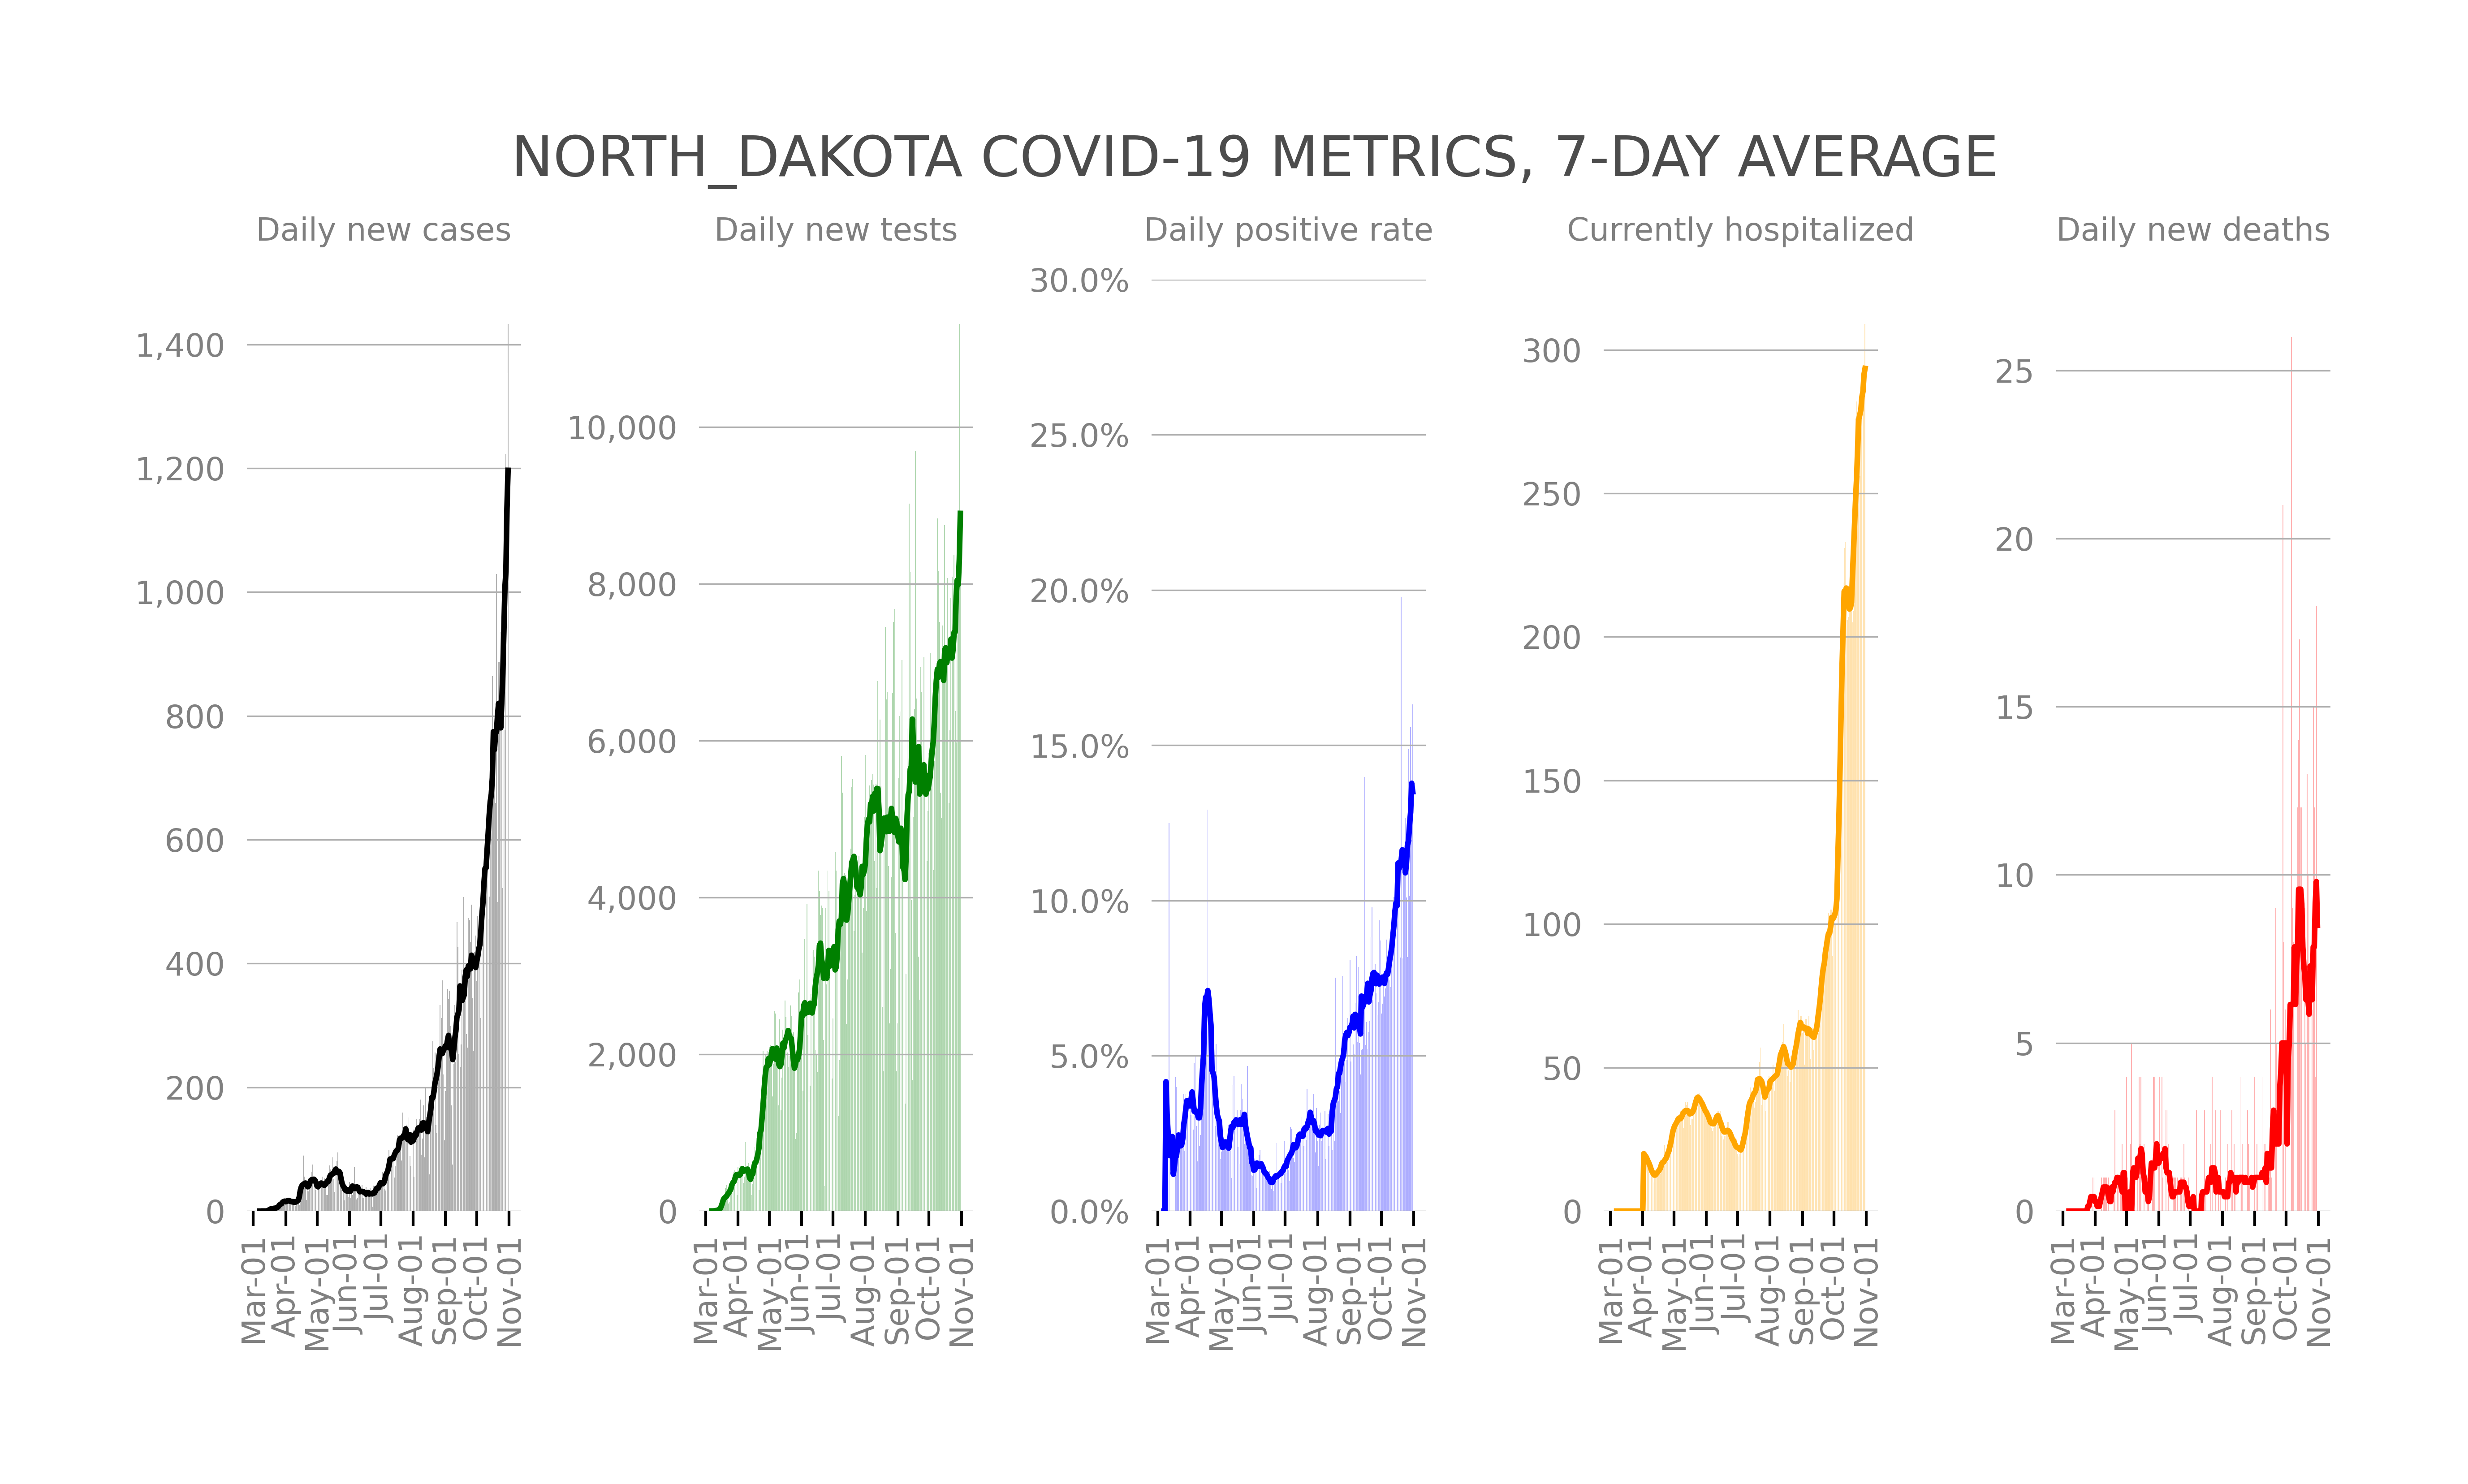 NORTH_DAKOTA COVID-19 METRICS, 7-DAY AVERAGE
Daily new cases
1,400
1,200
1,000
800
600
400
200
0
Mar-01
Apr-01
May-01
Jun-01
Jul-01
Aug-01
Sep-01
Oct-01
Nov-01
Daily new tests
10,000
8,000
6,000
4,000
2,000
0
Mar-01
Apr-01
May-01
Jun-01
Jul-01
Aug-01
Sep-01
Oct-01
Nov-01
Daily positive rate
30.0%
25.0%
20.0%
15.0%
10.0%
5.0%
0.0%
Mar-01
Apr-01
May-01
Jun-01
Jul-01
Aug-01
Sep-01
Oct-01
Nov-01
Currently hospitalized
300
250
200
150
100
50
0
Mar-01
Apr-01
May-01
Jun-01
Jul-01
Aug-01
Sep-01
Oct-01
Nov-01
Daily new deaths
25
20
15
10
5
0
Mar-01
Apr-01
May-01
Jun-01
Jul-01
Aug-01
Sep-01
Oct-01
Nov-01